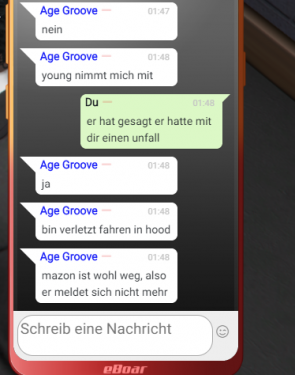 Age Groove — 01:47
nein
Age Groove — 01:48
young nimmt mich mit
Du — 01:48
er hat gesagt er hatte mit
dir einen unfall
Age Groove — 01:48
ja
Age Groove — 01:48
bin verletzt fahren in hood
Age Groove — 01:48
mazon ist wohl weg, also
er meldet sich nicht mehr
Schreib eine Nachricht
eBoar